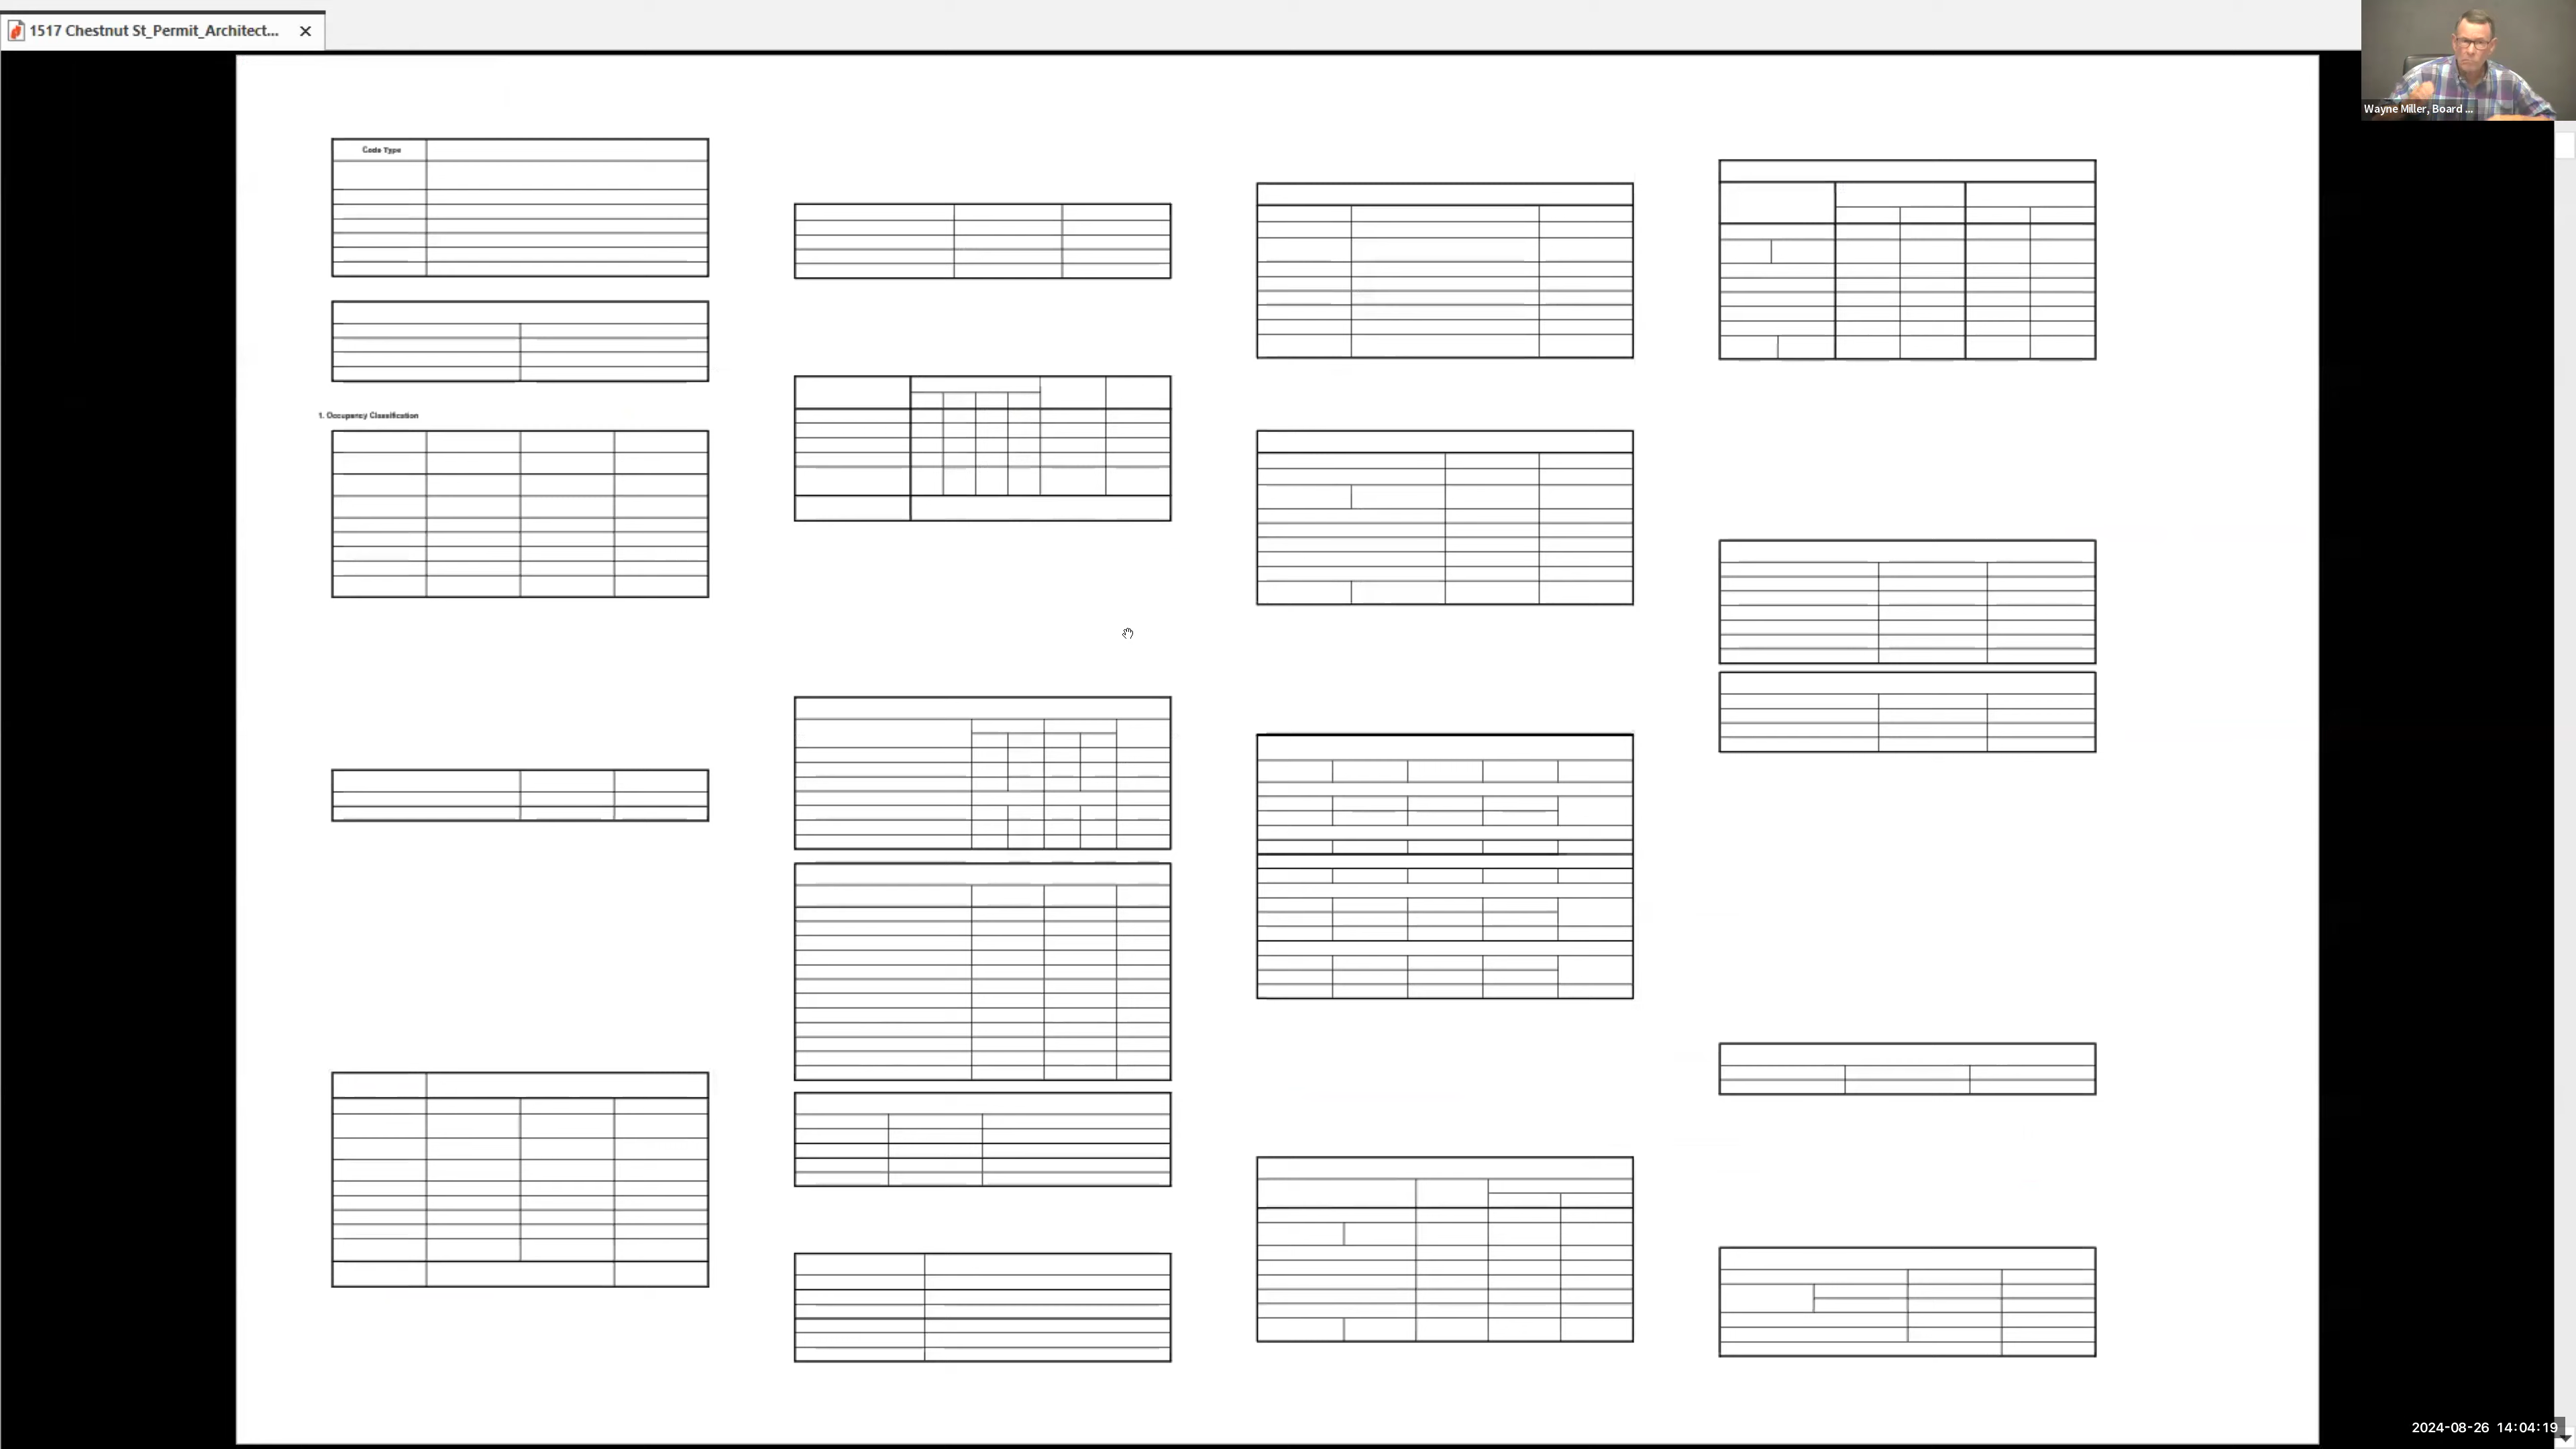 1517 Chestnut St_Permit_Architect...
Wayne Miller, Board ...
Code Type
1. Occupancy Classification
2024-08-26 14:04:19